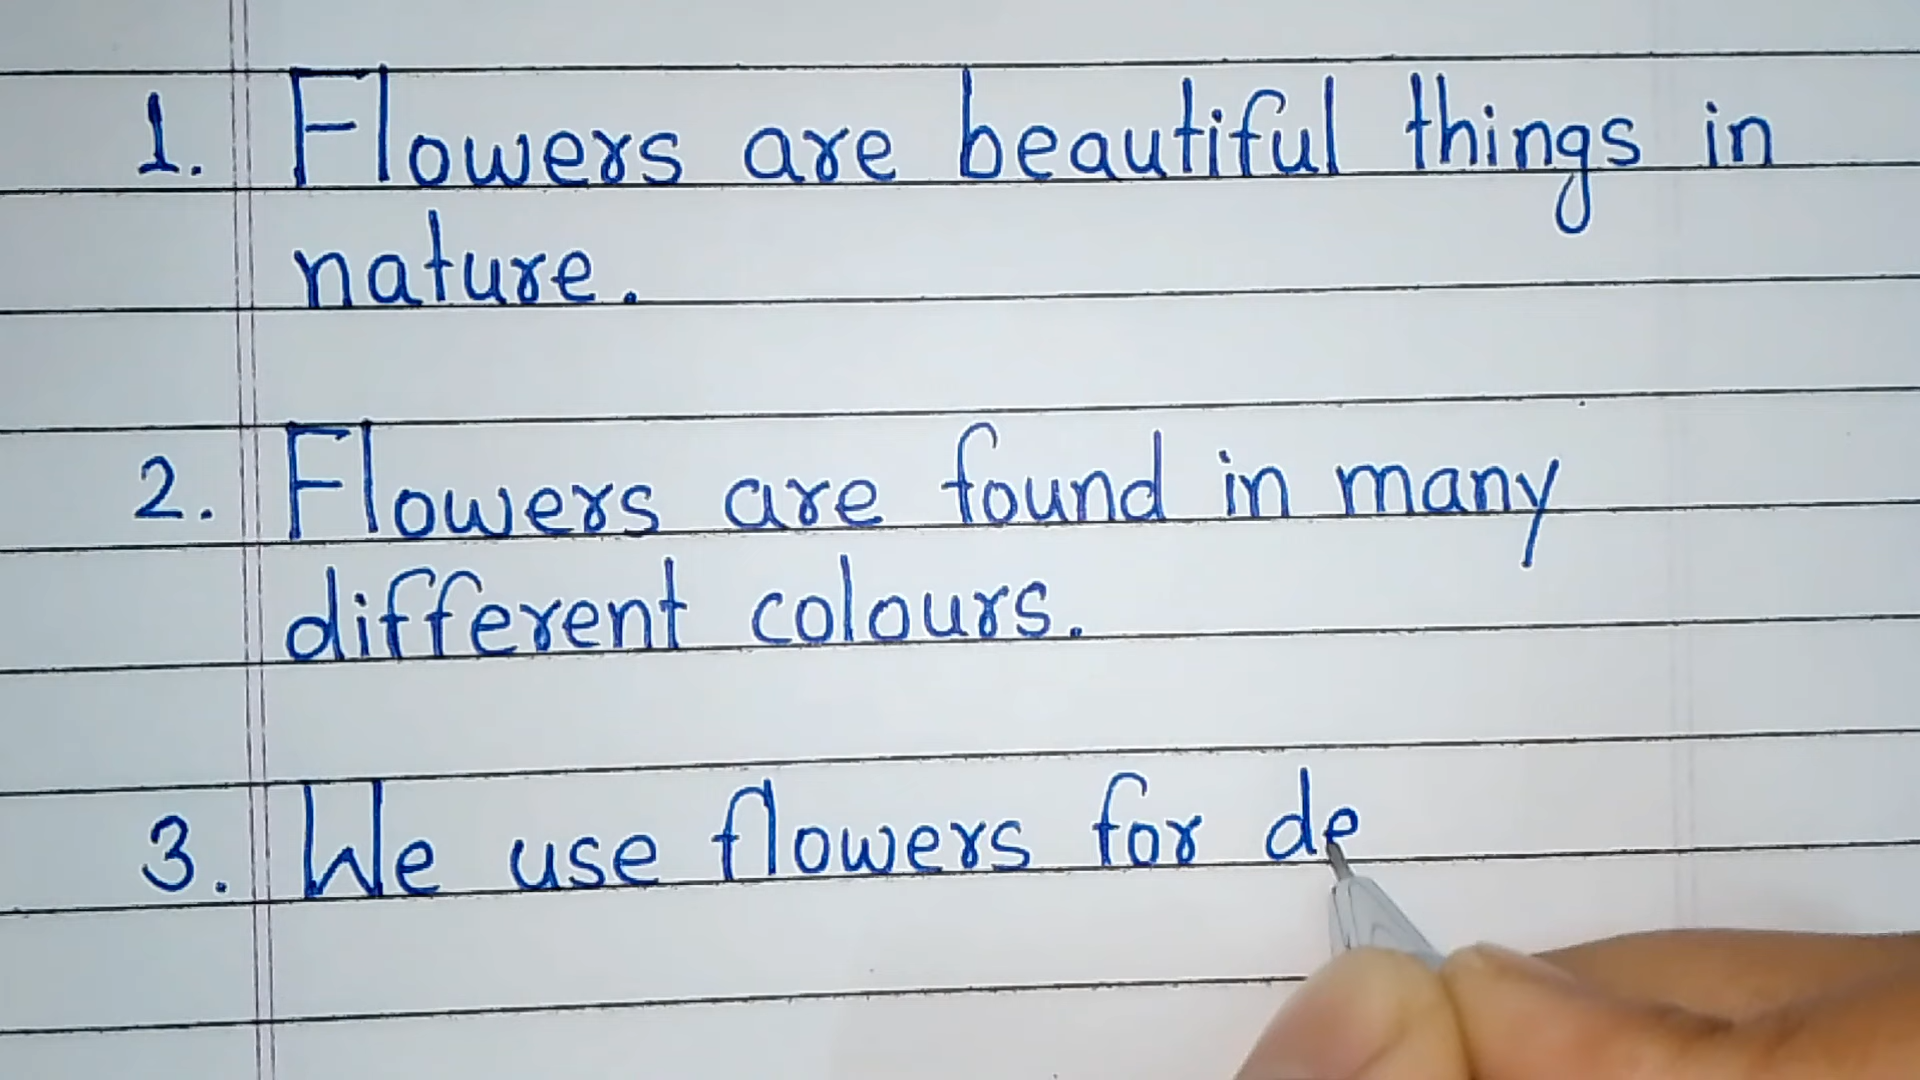 1. Flowers are beautiful things in
nature.
2. Flowers are found in many
different colours.
3. We use flowers for de